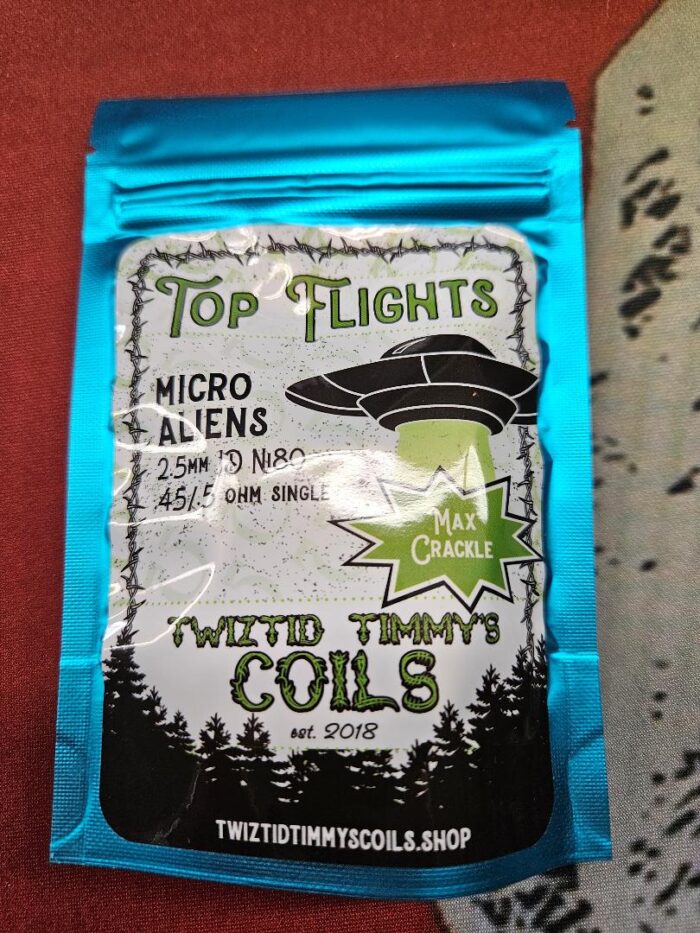 Top Flights
MICRO
ALIENS
2.5MM ID Ni80
.45/.5 OHM SINGLE
MAX
CRACKLE
TWIZTID TIMMY'S
COILS
est. 2018
TWIZTIDTIMMYSCOILS.SHOP